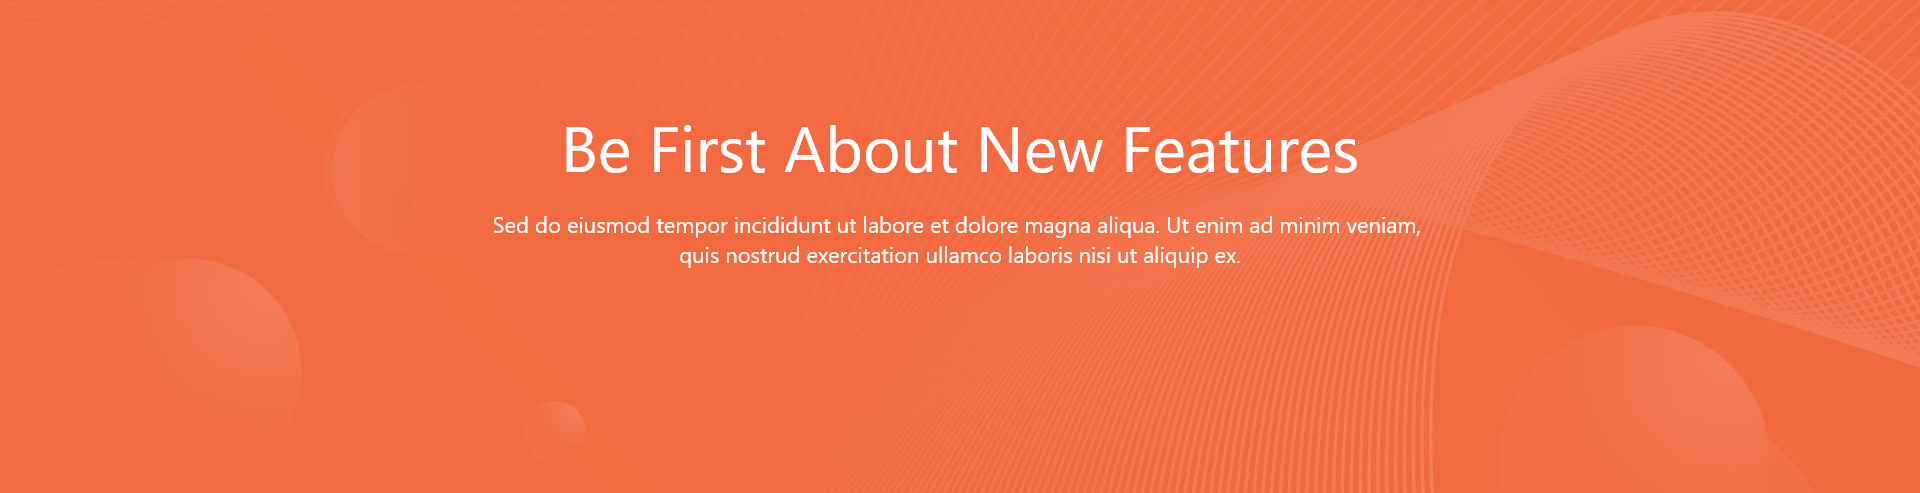 Be First About New Features
Sed do eiusmod tempor incididunt ut labore et dolore magna aliqua. Ut enim ad minim veniam,
quis nostrud exercitation ullamco laboris nisi ut aliquip ex.